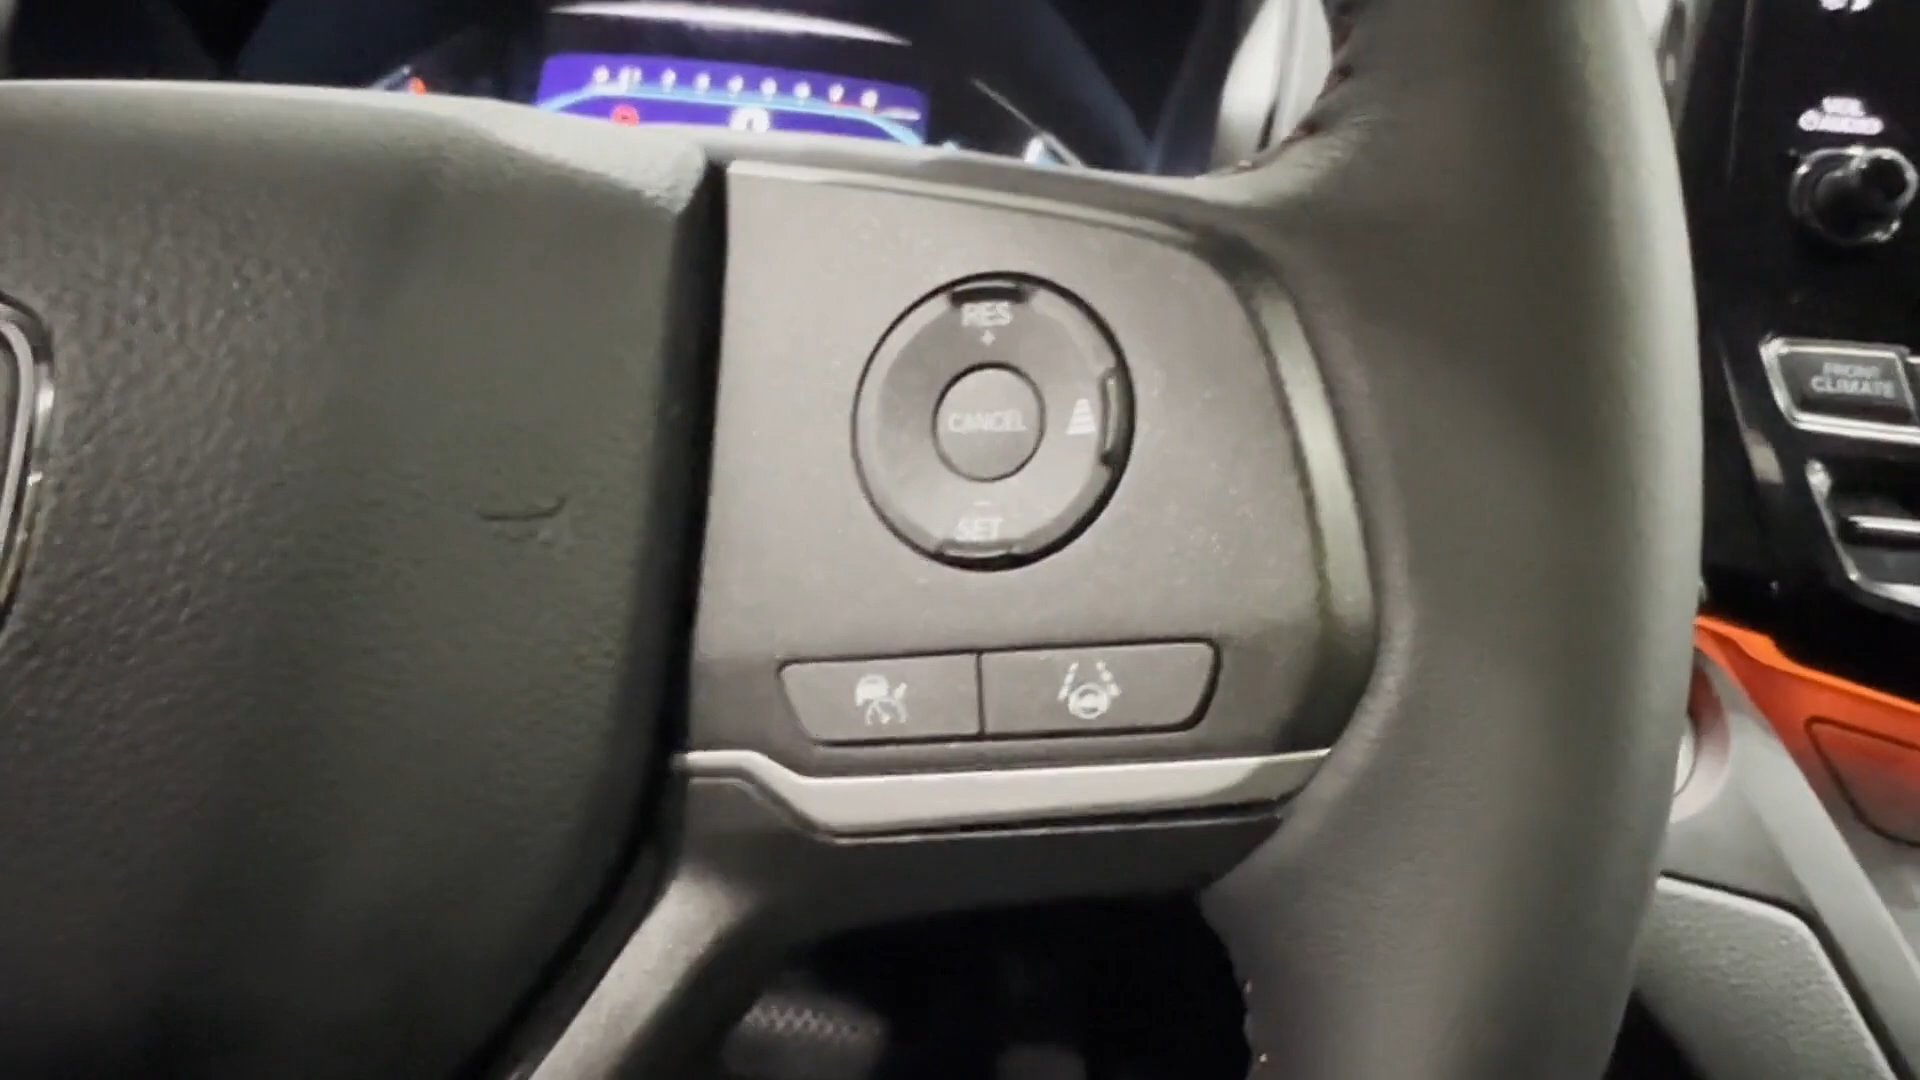 RES
+
CANCEL
-
SET
FRONT
CLIMATE